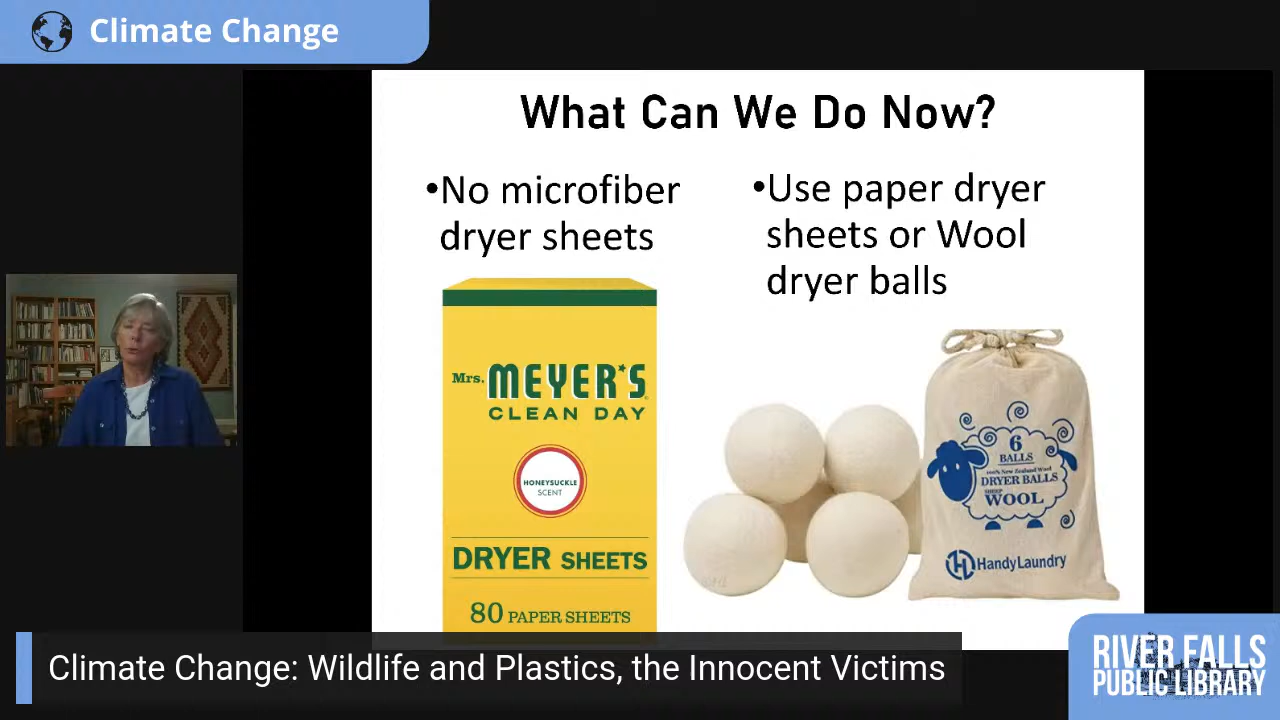 Climate Change
What Can We Do Now?
•No microfiber
dryer sheets
•Use paper dryer
sheets or Wool
dryer balls
Mrs. MEYER'S
CLEAN DAY
HONEYSUCKLE
SCENT
DRYER SHEETS
80 PAPER SHEETS
6
BALLS
100% New Zealand Wool
DRYER BALLS
SHEEP
WOOL
HL HandyLaundry
Climate Change: Wildlife and Plastics, the Innocent Victims
RIVER FALLS
PUBLIC LIBRARY